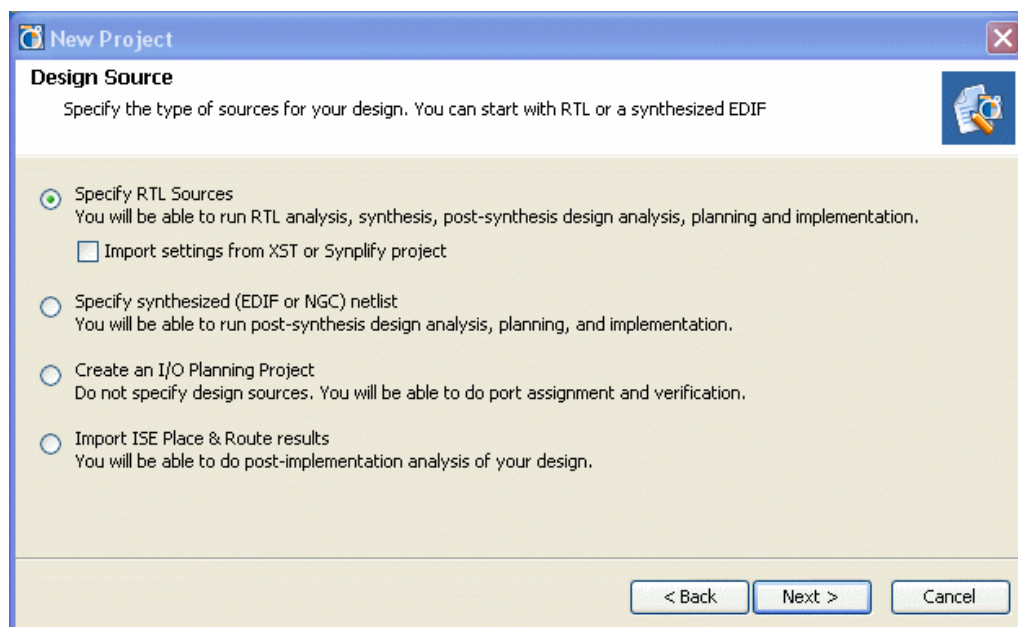 New Project
Design Source
Specify the type of sources for your design. You can start with RTL or a synthesized EDIF
Specify RTL Sources
You will be able to run RTL analysis, synthesis, post-synthesis design analysis, planning and implementation.
Import settings from XST or Synplify project
Specify synthesized (EDIF or NGC) netlist
You will be able to run post-synthesis design analysis, planning, and implementation.
Create an I/O Planning Project
Do not specify design sources. You will be able to do port assignment and verification.
Import ISE Place & Route results
You will be able to do post-implementation analysis of your design.
< Back Next > Cancel